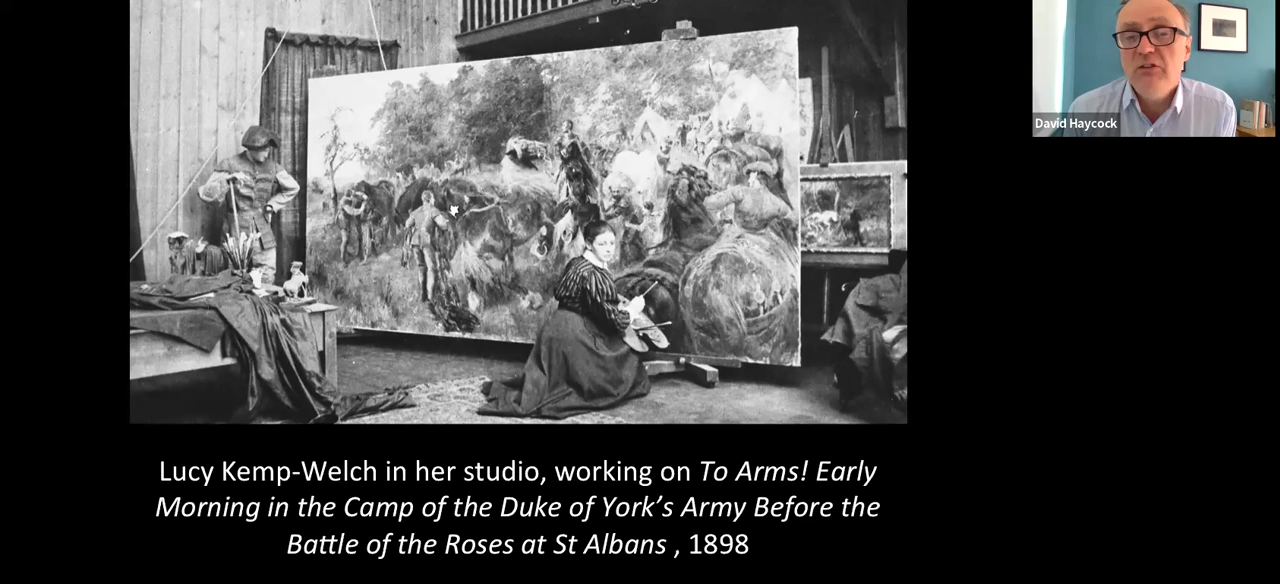 David Haycock
Lucy Kemp-Welch in her studio, working on To Arms! Early
Morning in the Camp of the Duke of York’s Army Before the
Battle of the Roses at St Albans , 1898